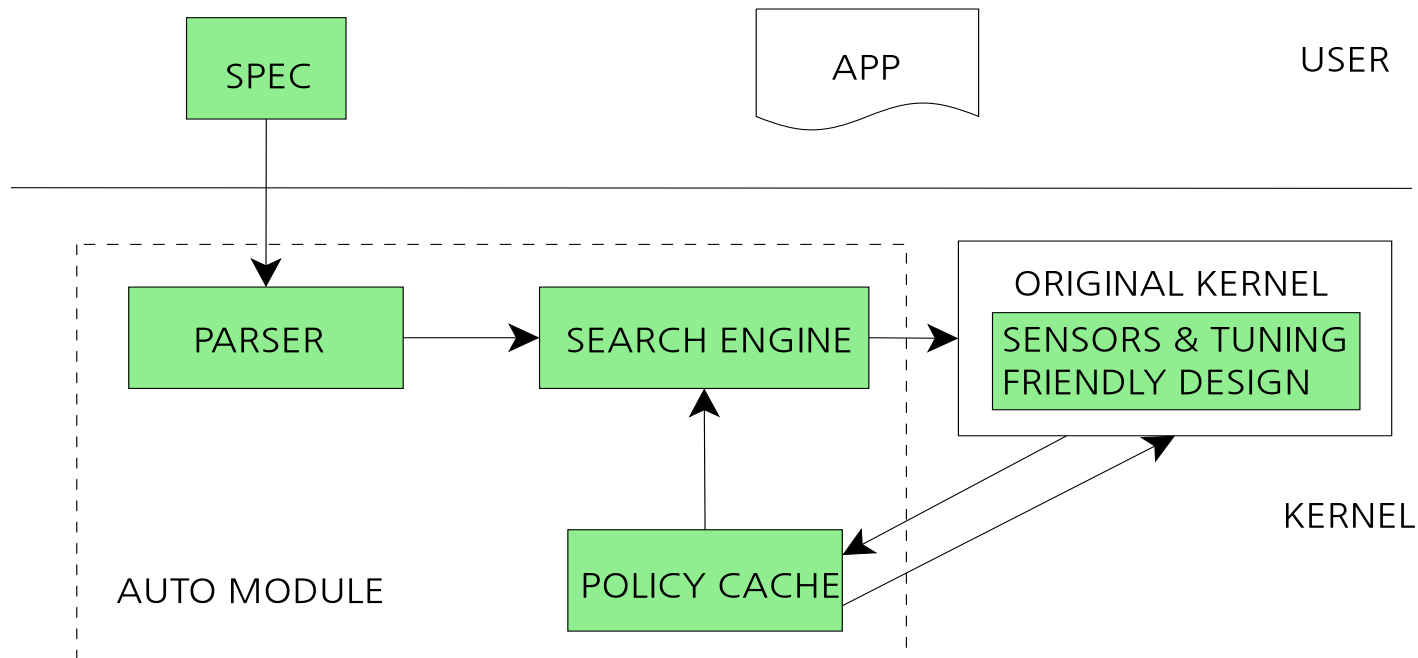 SPEC
APP
USER
PARSER
SEARCH ENGINE
ORIGINAL KERNEL
SENSORS & TUNING
FRIENDLY DESIGN
KERNEL
AUTO MODULE
POLICY CACHE